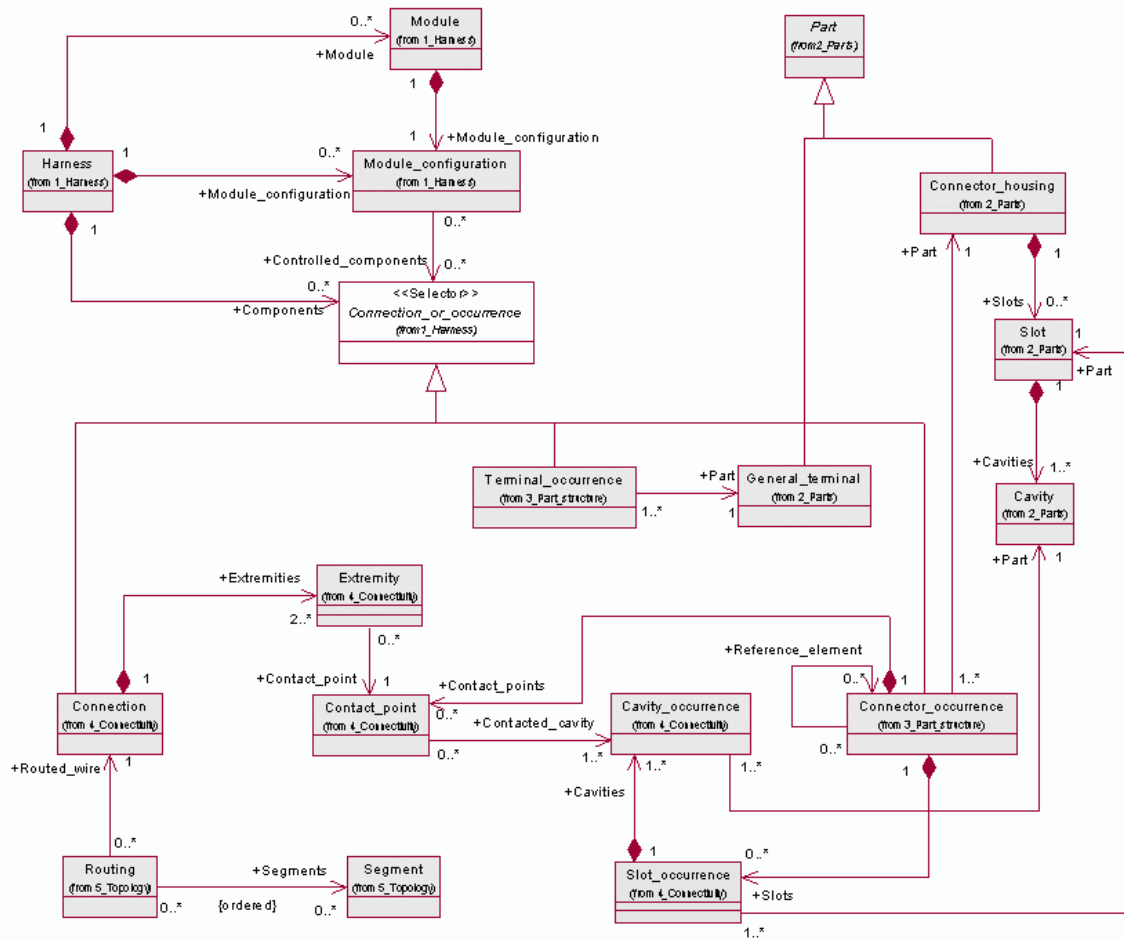 0..*
Module
(from 1_Harness)
+Module
1
1
1
+Module_configuration
Harness
(from 1_Harness)
1
0..*
+Module_configuration
Module_configuration
(from 1_Harness)
1
0..*
+Controlled_components
0..*
0..*
+Components
<<Selector>>
Connection_or_occurrence
(from 1_Harness)
Part
(from 2_Parts)
Connector_housing
(from 2_Parts)
+Part
1
1
+Slots
0..*
Slot
(from 2_Parts)
1
+Part
1
+Cavities
1..*
Cavity
(from 2_Parts)
+Part
1
Terminal_occurrence
(from 3_Part_structure)
+Part
1..*
1
General_terminal
(from 2_Parts)
+Extremities
2..*
Extremity
(from 4_Connectivity)
0..*
+Contact_point
1
1
Connection
(from 4_Connectivity)
+Routed_wire
1
Contact_point
(from 4_Connectivity)
+Contact_points
0..*
+Contacted_cavity
0..*
1..*
Cavity_occurrence
(from 4_Connectivity)
1..*
1..*
+Reference_element
0..*
1
1..*
Connector_occurrence
(from 3_Part_structure)
0..*
1
+Cavities
1
0..*
0..*
Routing
(from 5_Topology)
0..*
+Segments
{ordered}
0..*
Segment
(from 5_Topology)
Slot_occurrence
(from 4_Connectivity)
+Slots
1..*